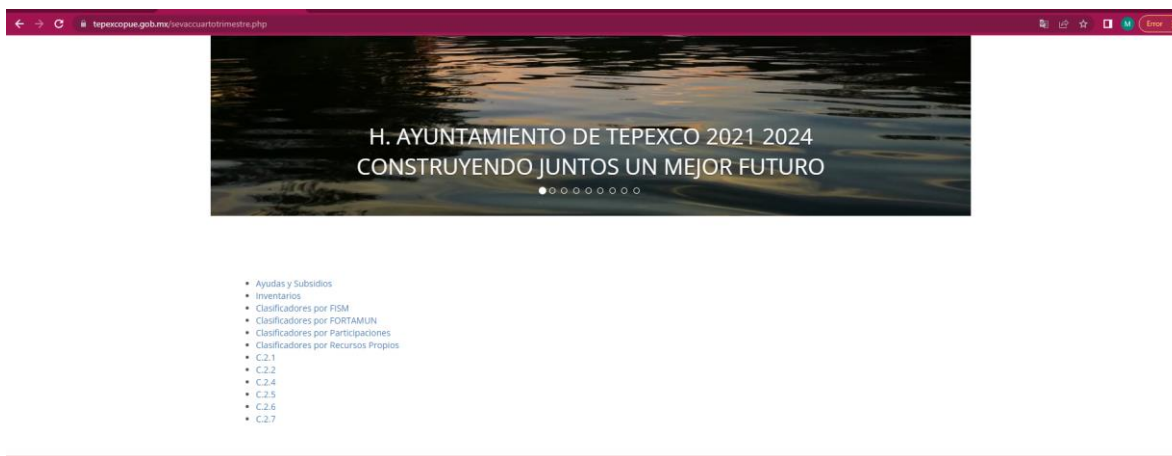 tepexcopue.gob.mx/sevaccuartotrimestre.php
M
Error
H. AYUNTAMIENTO DE TEPEXCO 2021 2024
CONSTRUYENDO JUNTOS UN MEJOR FUTURO
Ayudas y Subsidios
Inventarios
Clasificadores por FISM
Clasificadores por FORTAMUN
Clasificadores por Participaciones
Clasificadores por Recursos Propios
C.2.1
C.2.2
C.2.4
C.2.5
C.2.6
C.2.7